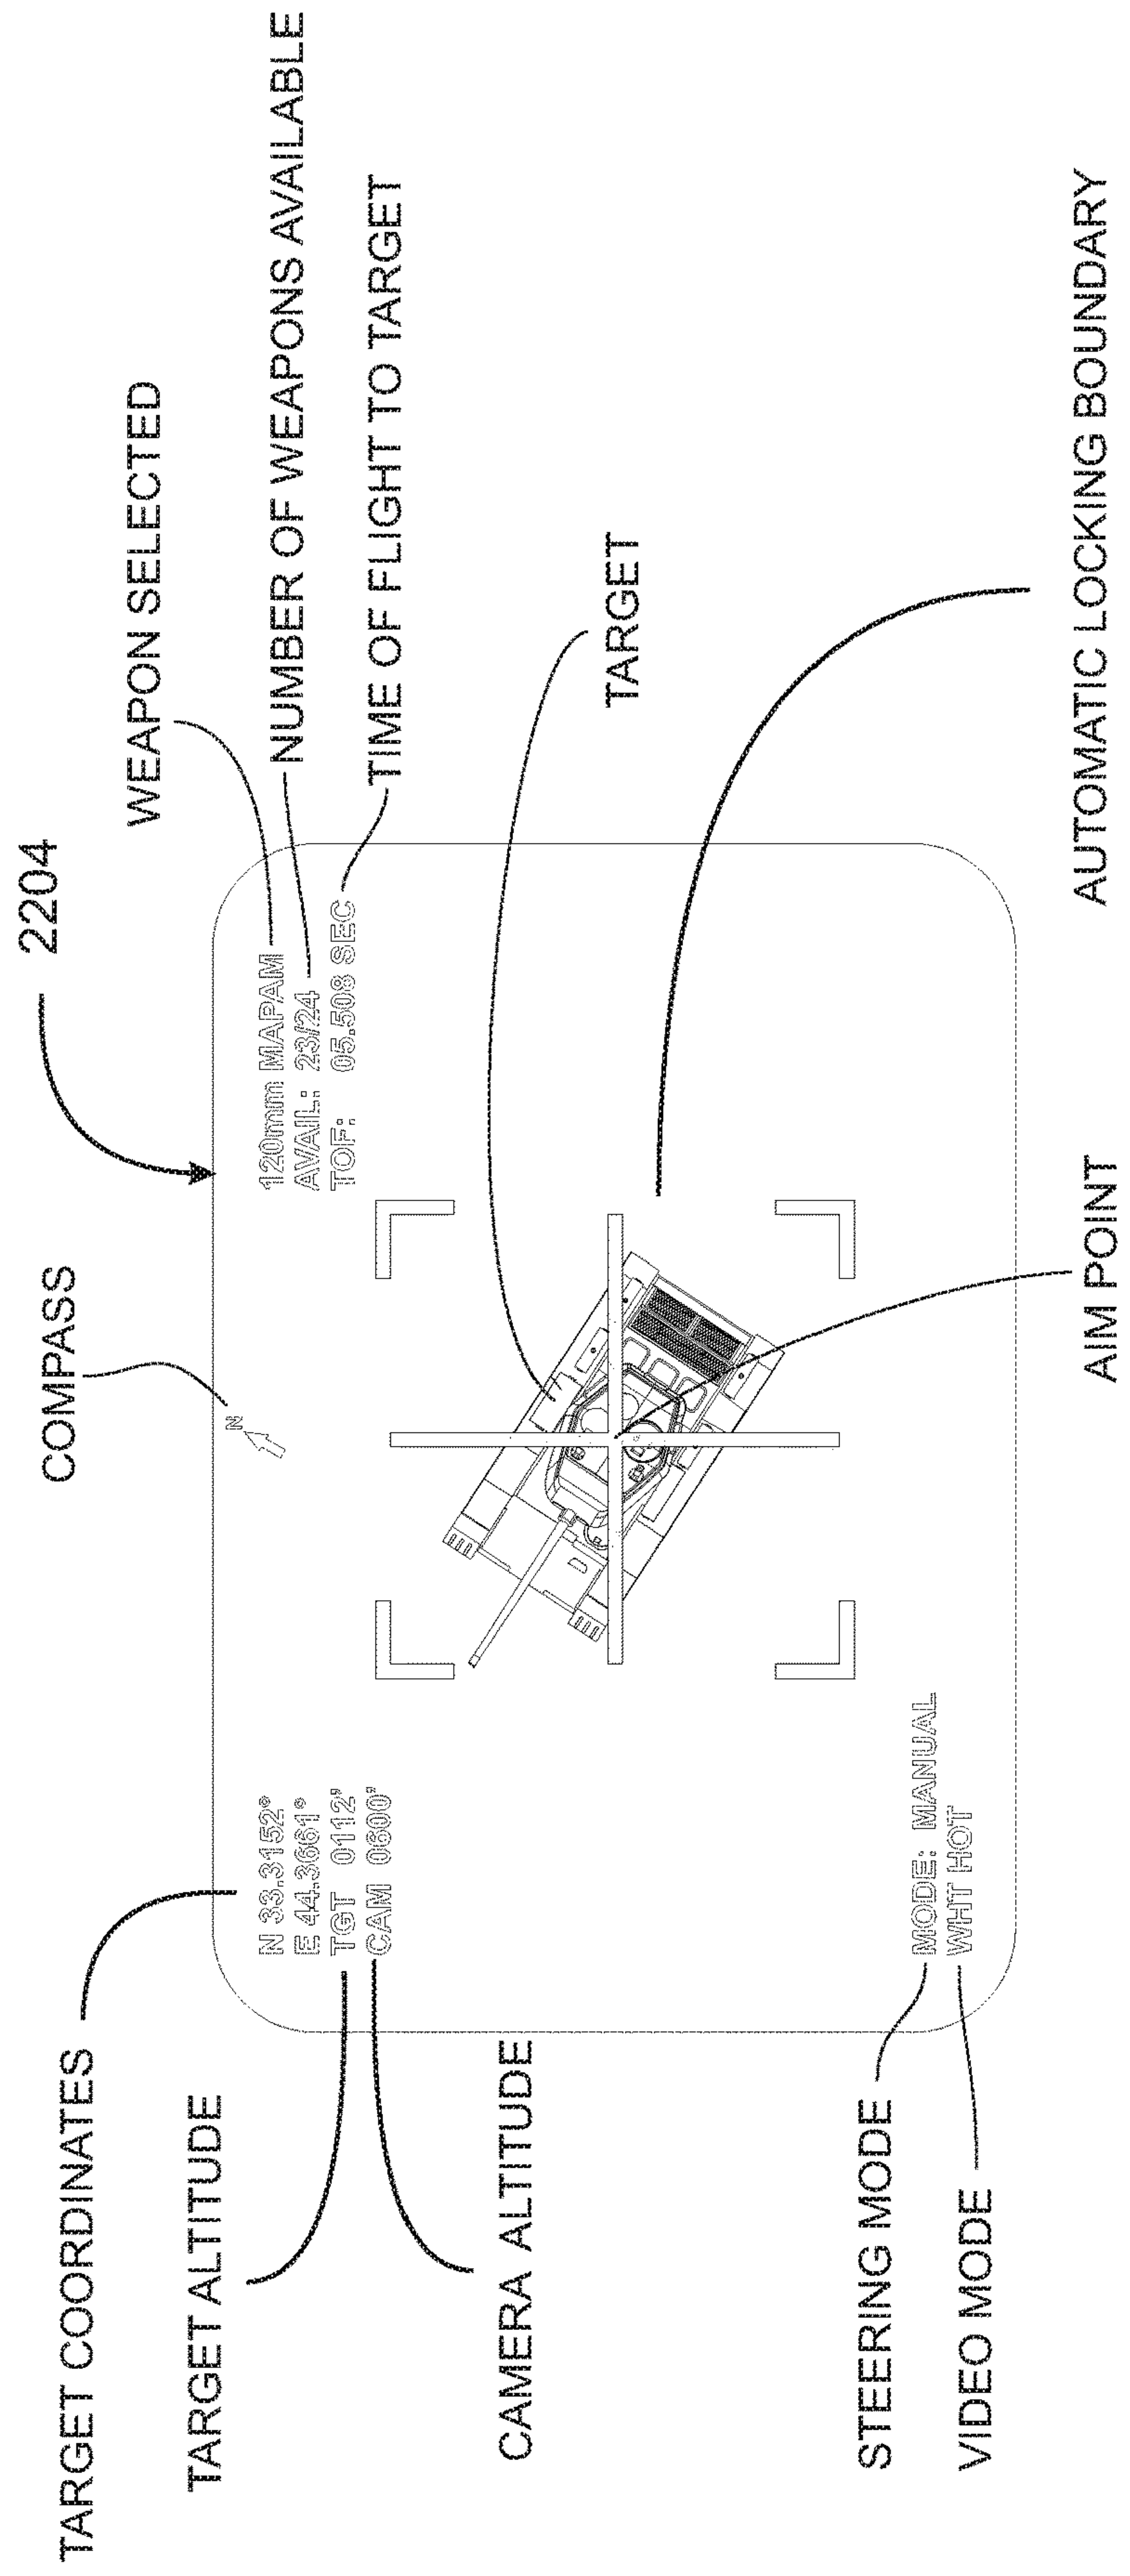 2204
COMPASS
TARGET COORDINATES
TARGET ALTITUDE
CAMERA ALTITUDE
STEERING MODE
VIDEO MODE
N 33.3152°
E 44.3661°
TGT 0112'
CAM 0600'
N
120mm MAPAM
AVAIL: 23/24
TOF: 05.508 SEC
MODE: MANUAL
WHT HOT
WEAPON SELECTED
NUMBER OF WEAPONS AVAILABLE
TIME OF FLIGHT TO TARGET
TARGET
AIM POINT
AUTOMATIC LOCKING BOUNDARY